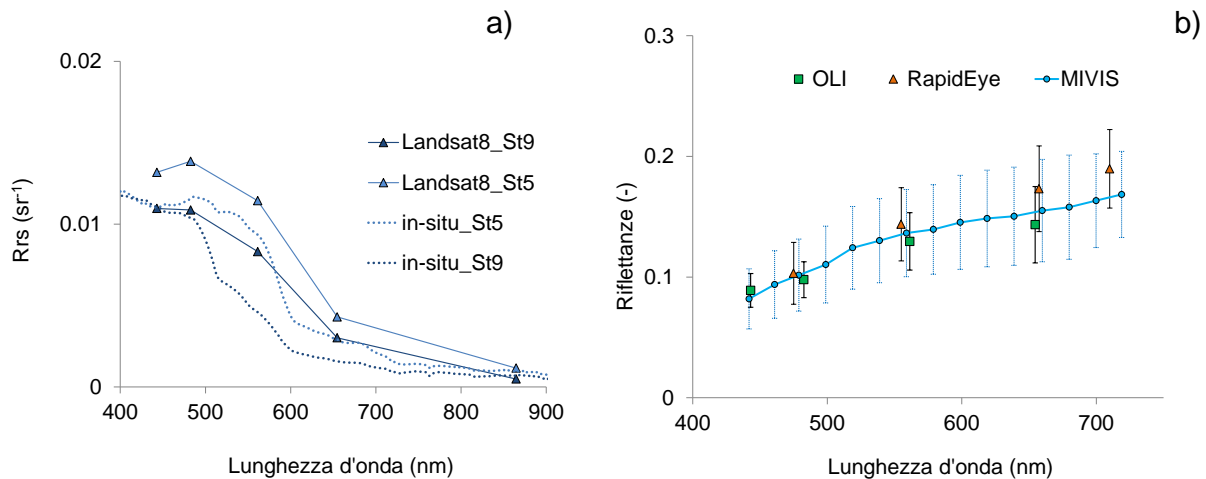 a)
0.02
0.01
0
Rrs (sr-1)
Landsat8_St9
Landsat8_St5
in-situ_St5
in-situ_St9
400 500 600 700 800 900
Lunghezza d'onda (nm)
b)
0.3
0.2
0.1
0
Riflettanze (-)
OLI RapidEye MIVIS
400 500 600 700
Lunghezza d'onda (nm)